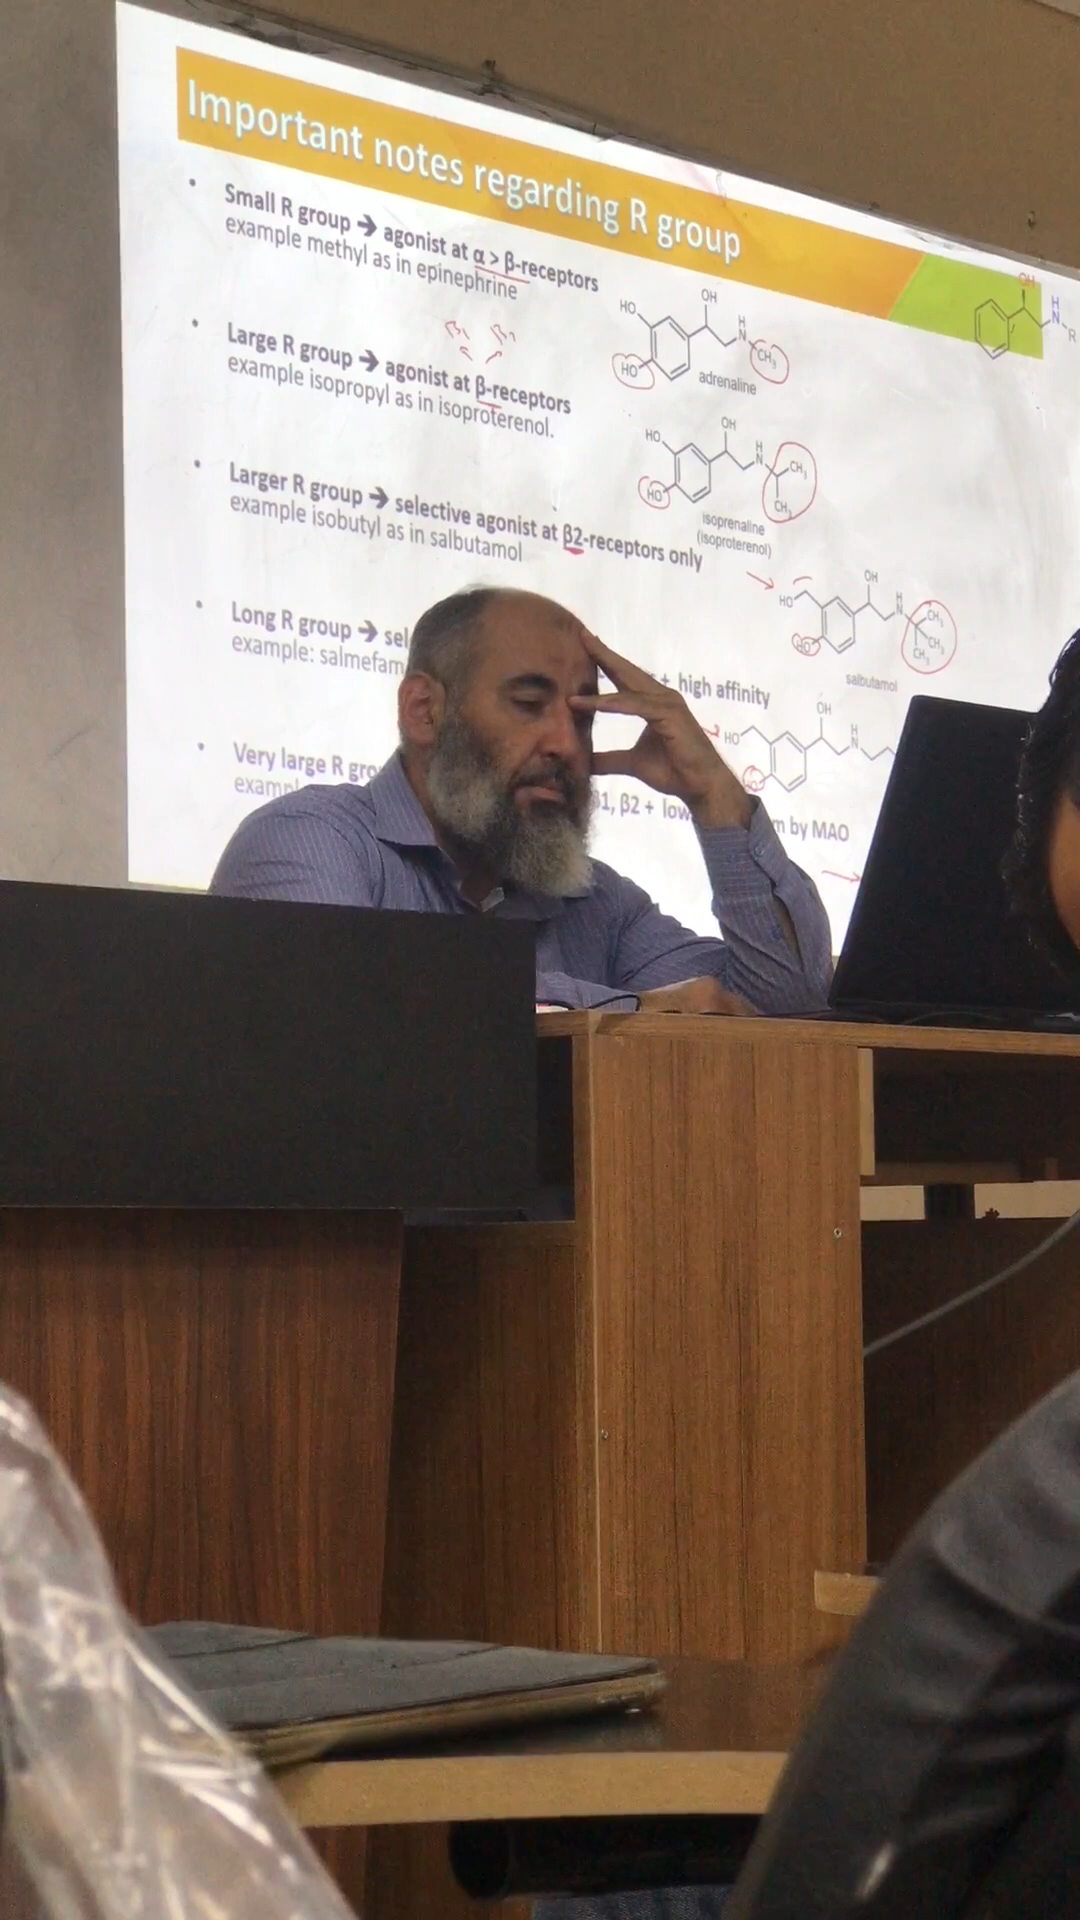 Important notes regarding R group
• Small R group ➔ agonist at α > β-receptors
example methyl as in epinephrine
• Large R group ➔ agonist at β-receptors
example isopropyl as in isoproterenol.
• Larger R group ➔ selective agonist at β2-receptors only
example isobutyl as in salbutamol
• Long R group ➔ sel
+ high affinity
example: salmefam
• Very large R gro
β1, β2 + low
m by MAO
exampl
OH
H
N
R
HO
OH
H
N
CH3
HO
adrenaline
HO
OH
H
N
CH3
HO
CH3
isoprenaline
(isoproterenol)
HO
OH
H
N
CH3
CH3
HO
CH3
salbutamol
HO
OH
H
N
HO